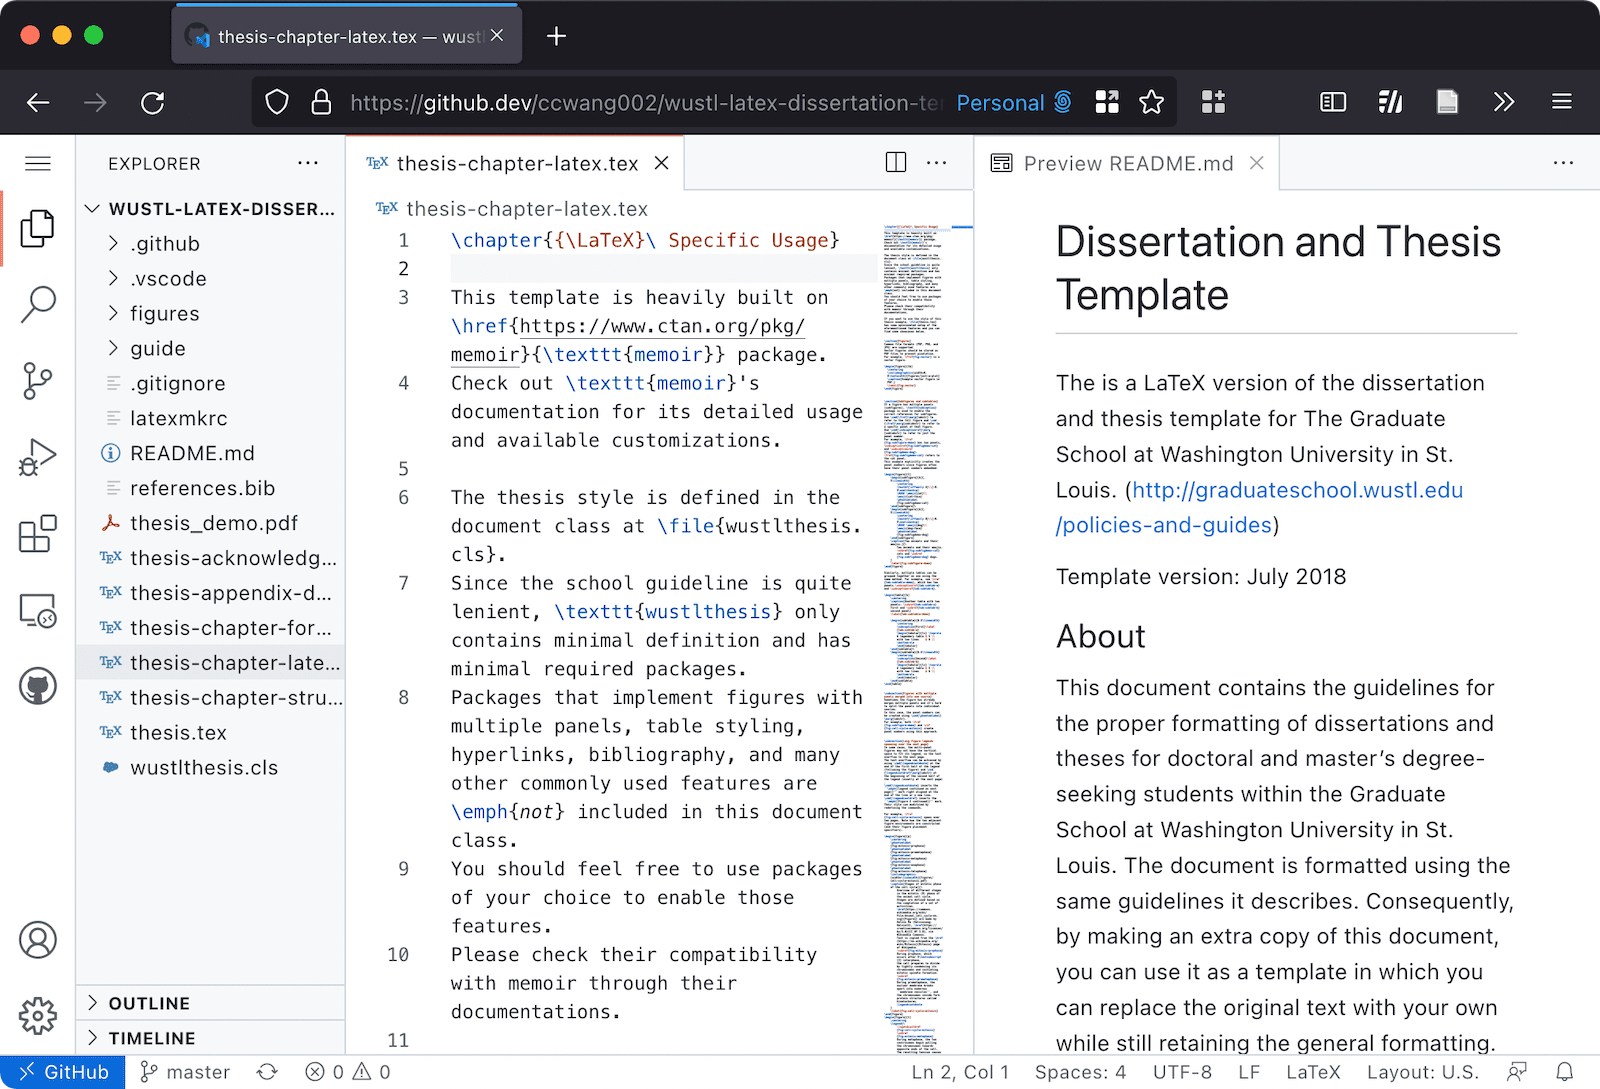 thesis-chapter-latex.tex — wustl
https://github.dev/ccwang002/wustl-latex-dissertation-te
Personal
EXPLORER
WUSTL-LATEX-DISSER...
.github
.vscode
figures
guide
.gitignore
latexmkrc
README.md
references.bib
thesis_demo.pdf
TEX thesis-acknowledg...
TEX thesis-appendix-d...
TEX thesis-chapter-for...
TEX thesis-chapter-late...
TEX thesis-chapter-stru...
TEX thesis.tex
wustlthesis.cls
OUTLINE
TIMELINE
TEX thesis-chapter-latex.tex
TEX thesis-chapter-latex.tex
1 \chapter{{\LaTeX}\ Specific Usage}
2
3 This template is heavily built on
\href{https://www.ctan.org/pkg/
memoir}{\texttt{memoir}} package.
4 Check out \texttt{memoir}'s
documentation for its detailed usage
and available customizations.
5
6 The thesis style is defined in the
document class at \file{wustlthesis.
cls}.
7 Since the school guideline is quite
lenient, \texttt{wustlthesis} only
contains minimal definition and has
minimal required packages.
8 Packages that implement figures with
multiple panels, table styling,
hyperlinks, bibliography, and many
other commonly used features are
\emph{not} included in this document
class.
9 You should feel free to use packages
of your choice to enable those
features.
10 Please check their compatibility
with memoir through their
documentations.
11
Preview README.md
Dissertation and Thesis
Template
The is a LaTeX version of the dissertation
and thesis template for The Graduate
School at Washington University in St.
Louis. (http://graduateschool.wustl.edu
/policies-and-guides)
Template version: July 2018
About
This document contains the guidelines for
the proper formatting of dissertations and
theses for doctoral and master’s degree-
seeking students within the Graduate
School at Washington University in St.
Louis. The document is formatted using the
same guidelines it describes. Consequently,
by making an extra copy of this document,
you can use it as a template in which you
can replace the original text with your own
while still retaining the general formatting.
GitHub
master
0
0
Ln 2, Col 1
Spaces: 4
UTF-8
LF
LaTeX
Layout: U.S.